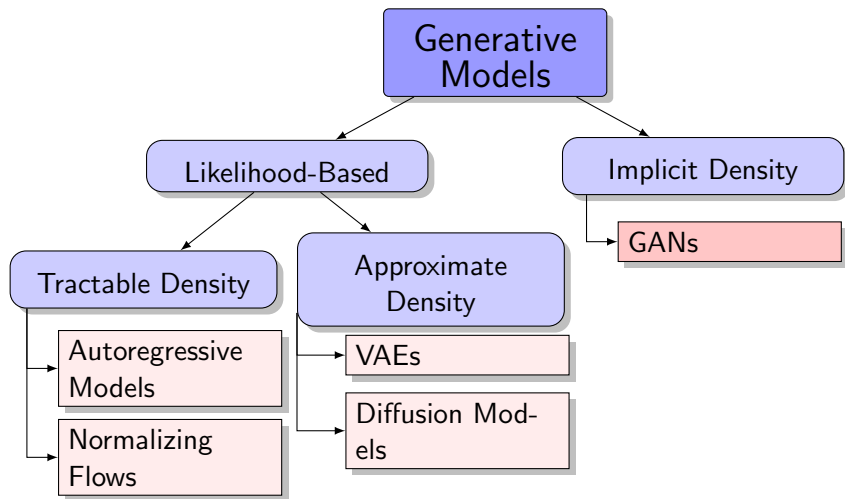 Generative
Models
Likelihood-Based
Implicit Density
GANs
Tractable Density
Approximate
Density
Autoregressive
Models
VAEs
Normalizing
Flows
Diffusion Mod-
els